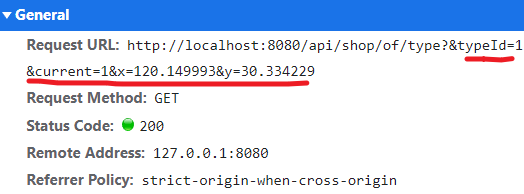 General
Request URL: http://localhost:8080/api/shop/of/type?&typeId=1
&current=1&x=120.149993&y=30.334229
Request Method: GET
Status Code: 200
Remote Address: 127.0.0.1:8080
Referrer Policy: strict-origin-when-cross-origin